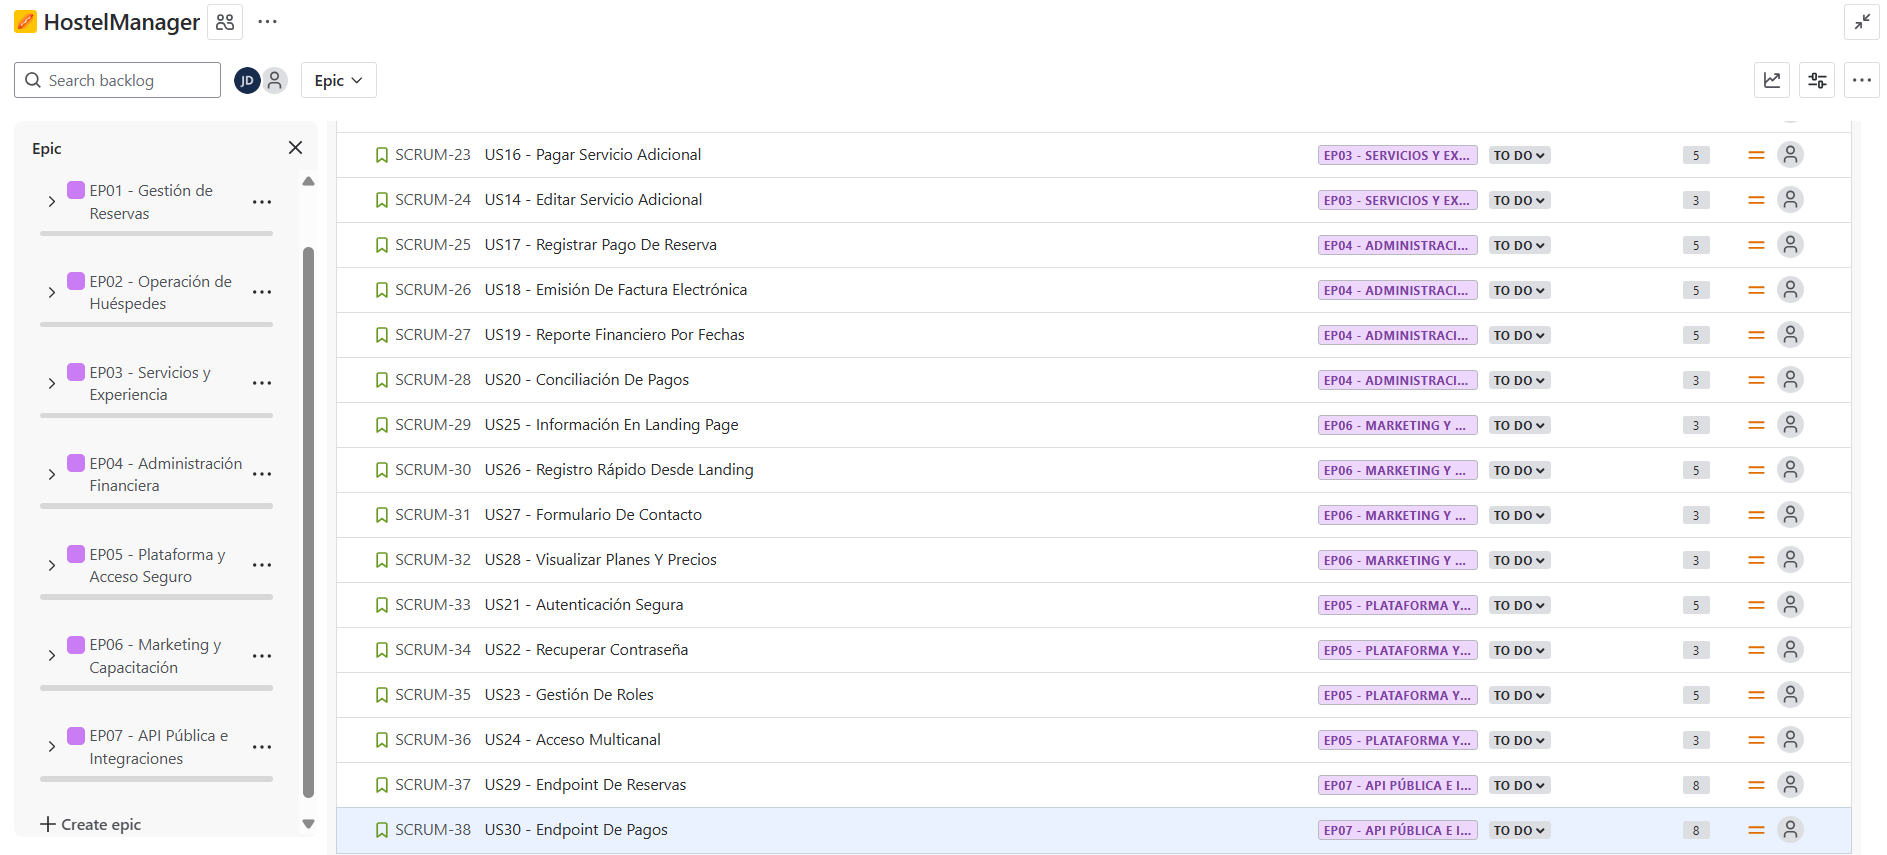 HostelManager
Search backlog
JD
Epic
Epic
EP01 - Gestión de
Reservas
EP02 - Operación de
Huéspedes
EP03 - Servicios y
Experiencia
EP04 - Administración
Financiera
EP05 - Plataforma y
Acceso Seguro
EP06 - Marketing y
Capacitación
EP07 - API Pública e
Integraciones
Create epic
SCRUM-23 US16 - Pagar Servicio Adicional EP03 - SERVICIOS Y EX... TO DO 5
SCRUM-24 US14 - Editar Servicio Adicional EP03 - SERVICIOS Y EX... TO DO 3
SCRUM-25 US17 - Registrar Pago De Reserva EP04 - ADMINISTRACI... TO DO 5
SCRUM-26 US18 - Emisión De Factura Electrónica EP04 - ADMINISTRACI... TO DO 5
SCRUM-27 US19 - Reporte Financiero Por Fechas EP04 - ADMINISTRACI... TO DO 5
SCRUM-28 US20 - Conciliación De Pagos EP04 - ADMINISTRACI... TO DO 3
SCRUM-29 US25 - Información En Landing Page EP06 - MARKETING Y ... TO DO 3
SCRUM-30 US26 - Registro Rápido Desde Landing EP06 - MARKETING Y ... TO DO 5
SCRUM-31 US27 - Formulario De Contacto EP06 - MARKETING Y ... TO DO 3
SCRUM-32 US28 - Visualizar Planes Y Precios EP06 - MARKETING Y ... TO DO 3
SCRUM-33 US21 - Autenticación Segura EP05 - PLATAFORMA Y... TO DO 5
SCRUM-34 US22 - Recuperar Contraseña EP05 - PLATAFORMA Y... TO DO 3
SCRUM-35 US23 - Gestión De Roles EP05 - PLATAFORMA Y... TO DO 5
SCRUM-36 US24 - Acceso Multicanal EP05 - PLATAFORMA Y... TO DO 3
SCRUM-37 US29 - Endpoint De Reservas EP07 - API PÚBLICA E I... TO DO 8
SCRUM-38 US30 - Endpoint De Pagos EP07 - API PÚBLICA E I... TO DO 8